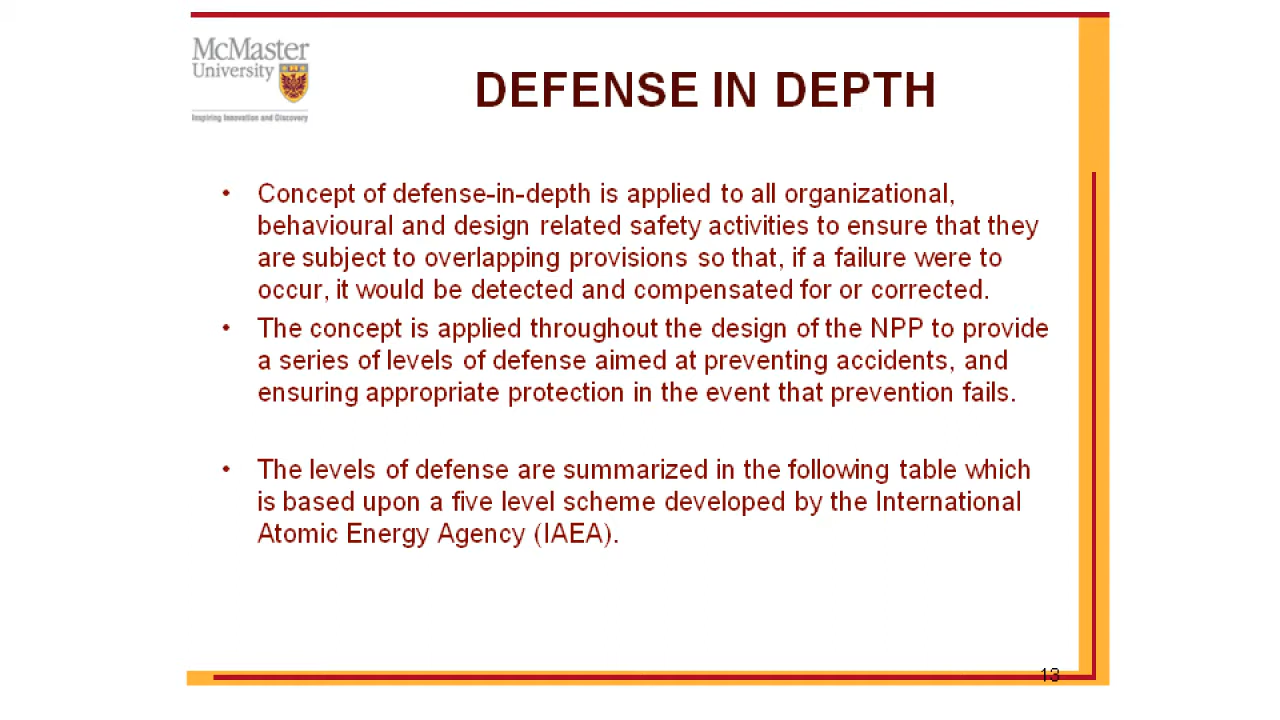 McMaster
University
Inspiring Innovation and Discovery
DEFENSE IN DEPTH
• Concept of defense-in-depth is applied to all organizational,
behavioural and design related safety activities to ensure that they
are subject to overlapping provisions so that, if a failure were to
occur, it would be detected and compensated for or corrected.
• The concept is applied throughout the design of the NPP to provide
a series of levels of defense aimed at preventing accidents, and
ensuring appropriate protection in the event that prevention fails.
• The levels of defense are summarized in the following table which
is based upon a five level scheme developed by the International
Atomic Energy Agency (IAEA).
13